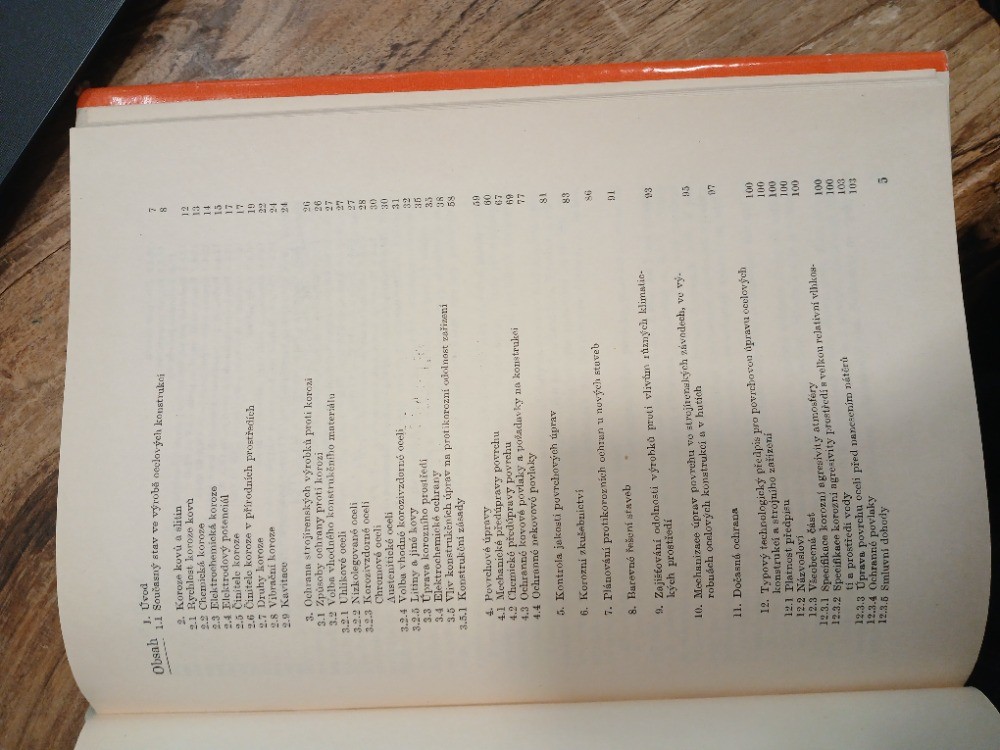 Obsah
1. Úvod 7
1.1 Současný stav ve výrobě ocelových konstrukcí 8
2. Koroze kovů a slitin 12
2.1 Rychlost koroze kovů 13
2.2 Chemická koroze 14
2.3 Elektrochemická koroze 15
2.4 Elektrodový potenciál 17
2.5 Činitele koroze 17
2.6 Činitele koroze v přírodních prostředích 19
2.7 Druhy koroze 22
2.8 Vibrační koroze 24
2.9 Kavitace 24
3. Ochrana strojírenských výrobků proti korozi 26
3.1 Způsoby ochrany proti korozi 26
3.2 Volba vhodného konstrukčního materiálu 27
3.2.1 Uhlíkové oceli 27
3.2.2 Nízkolegované oceli 27
3.2.3 Korozivzdorné oceli 28
Chromové oceli 30
Austenitické oceli 30
3.2.4 Volba vhodné korozivzdorné oceli 31
3.2.5 Litiny a jiné kovy 32
3.3 Úprava korozního prostředí 35
3.4 Elektrochemické ochrany 35
3.5 Vliv konstrukčních úprav na protikorozní odolnost zařízení 38
3.5.1 Konstrukční zásady 58
4. Povrchové úpravy 59
4.1 Mechanické předúpravy povrchu 60
4.2 Chemické předúpravy povrchu 67
4.3 Ochranné kovové povlaky a požadavky na konstrukci 69
4.4 Ochranné nekovové povlaky 77
5. Kontrola jakosti povrchových úprav 81
6. Korozní zkušebnictví 83
7. Plánování protikorozních ochran u nových staveb 86
8. Barevné řešení staveb 91
9. Zajišťování odolnosti výrobků proti vlivům různých klimatic-
kých prostředí 93
10. Mechanizace úprav povrchu ve strojírenských závodech, ve vý-
robnách ocelových konstrukcí a v hutích 95
11. Dočasná ochrana 97
12. Typový technologický předpis pro povrchovou úpravu ocelových
konstrukcí a strojního zařízení 100
12.1 Platnost předpisu 100
12.2 Názvosloví 100
12.3 Všeobecná část 100
12.3.1 Specifikace korozní agresivity atmosféry 100
12.3.2 Specifikace korozní agresivity prostředí s velkou relativní vlhkos-
tí a prostředí vody 100
12.3.3 Úprava povrchu oceli před nanesením nátěrů 100
12.3.4 Ochranné povlaky 103
12.3.5 Smluvní dohody 103
5